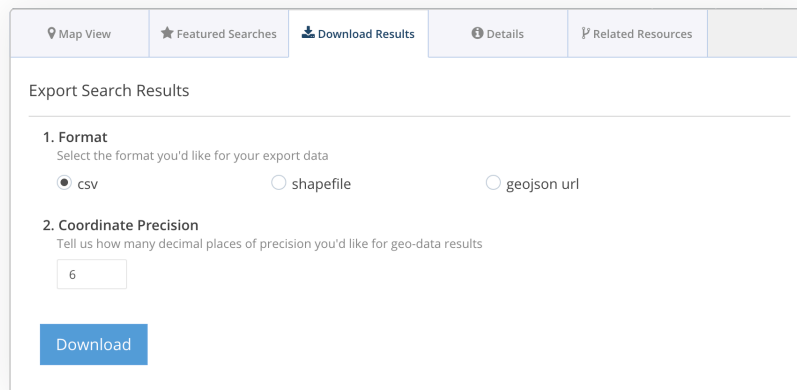 Map View
Featured Searches
Download Results
Details
Related Resources
Export Search Results
1. Format
Select the format you'd like for your export data
csv
shapefile
geojson url
2. Coordinate Precision
Tell us how many decimal places of precision you'd like for geo-data results
6
Download